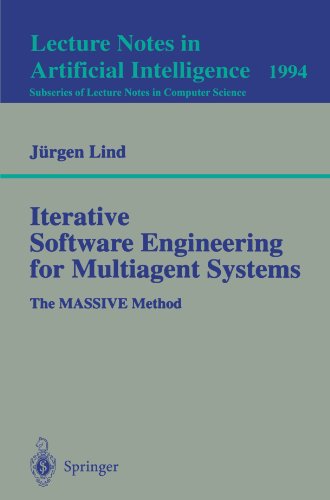 Lecture Notes in
Artificial Intelligence 1994
Subseries of Lecture Notes in Computer Science
Jürgen Lind
Iterative
Software Engineering
for Multiagent Systems
The MASSIVE Method
Springer